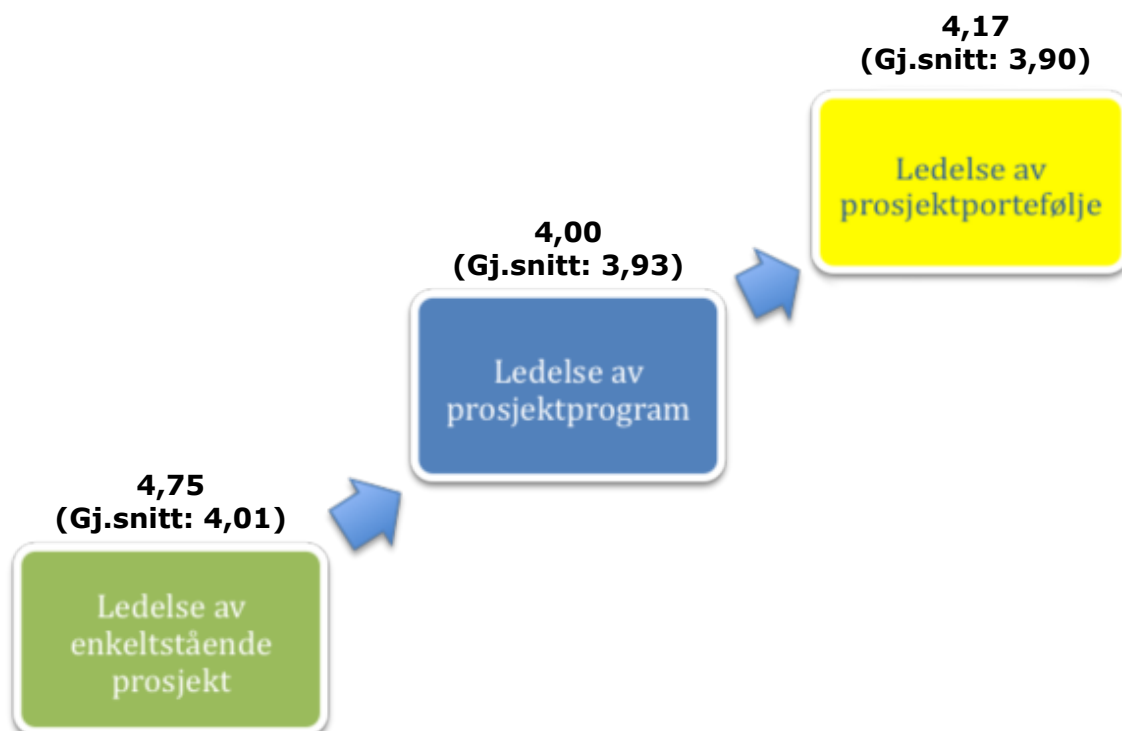 4,17
(Gj.snitt: 3,90)
Ledelse av
prosjektportefølje
4,00
(Gj.snitt: 3,93)
Ledelse av
prosjektprogram
4,75
(Gj.snitt: 4,01)
Ledelse av
enkeltstående
prosjekt